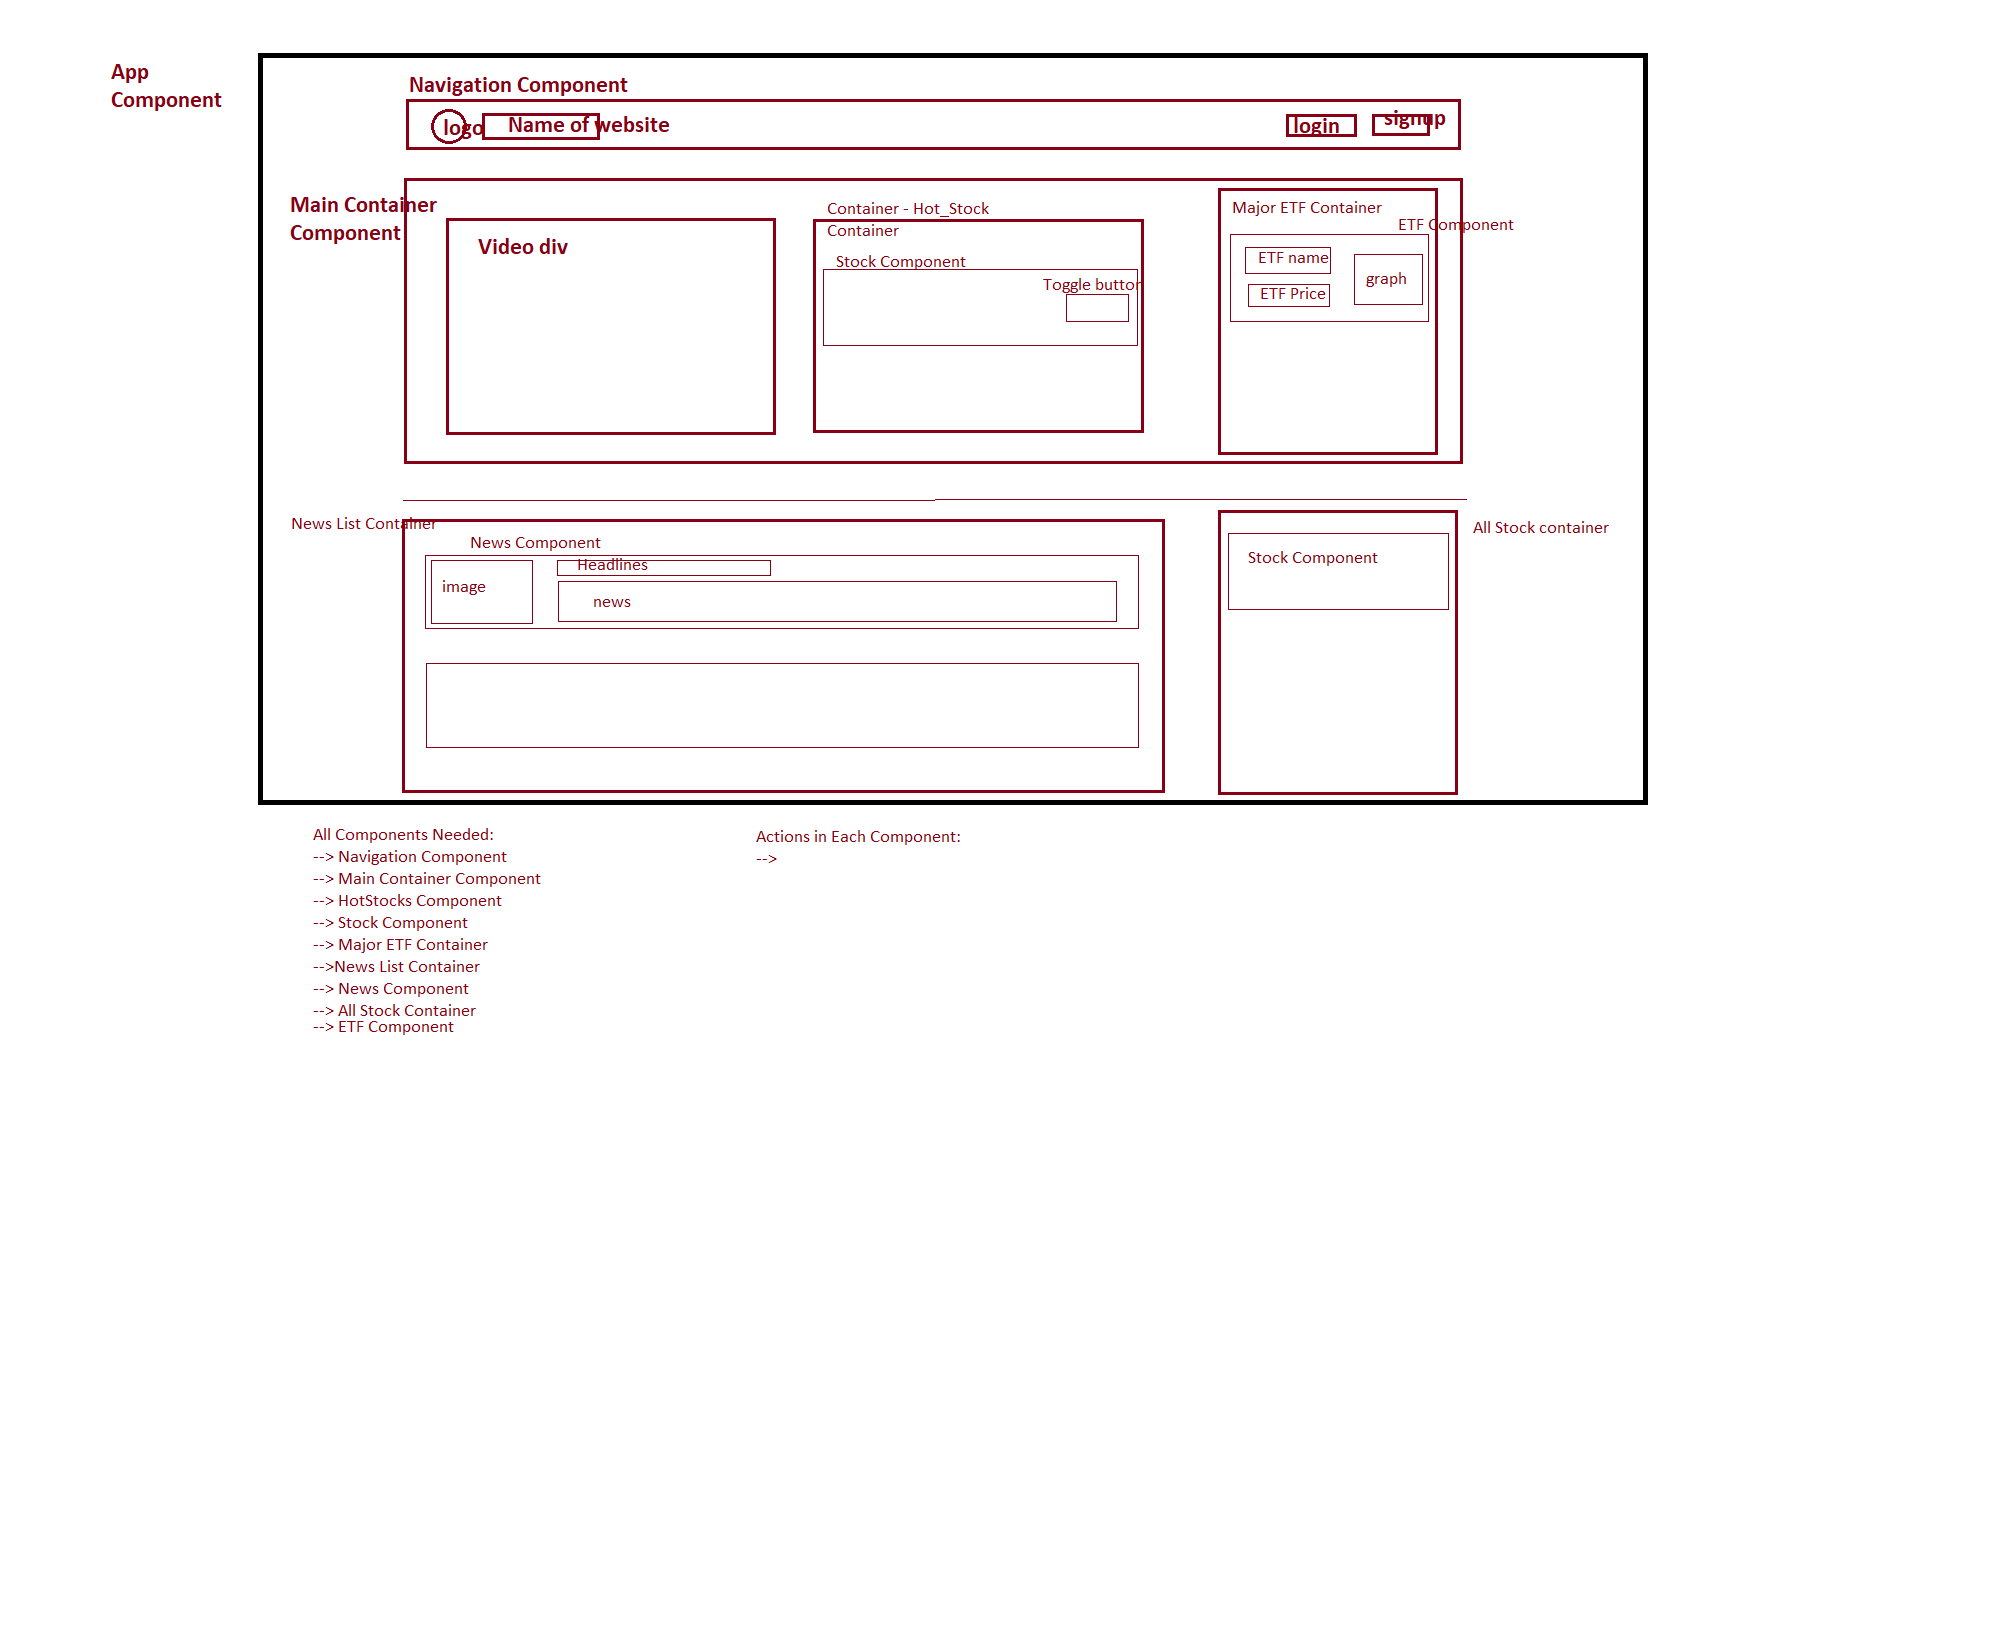 App
Component
Navigation Component
logo
Name of website
login
signup
Main Container
Component
Video div
Container - Hot_Stock
Container
Stock Component
Toggle button
Major ETF Container
ETF Component
ETF name
ETF Price
graph
News List Container
News Component
image
Headlines
news
All Stock container
Stock Component
All Components Needed:
--> Navigation Component
--> Main Container Component
--> HotStocks Component
--> Stock Component
--> Major ETF Container
-->News List Container
--> News Component
--> All Stock Container
--> ETF Component
Actions in Each Component:
-->